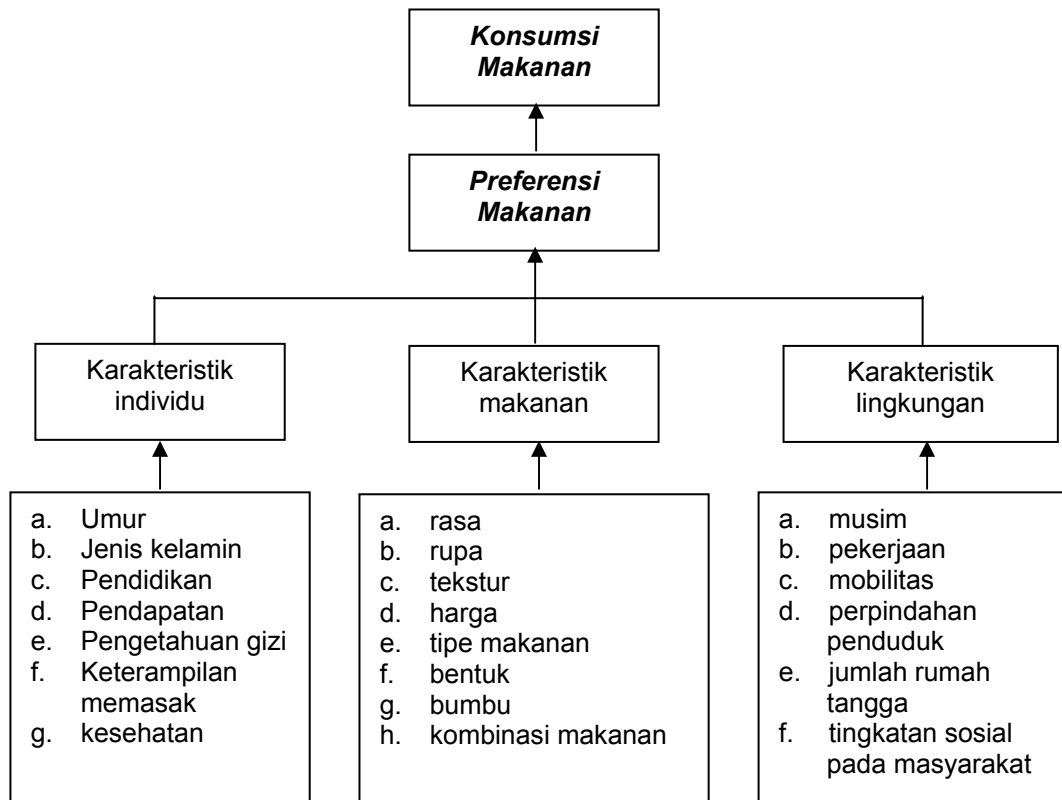 Konsumsi
Makanan
Preferensi
Makanan
Karakteristik
individu
Karakteristik
makanan
Karakteristik
lingkungan
a. Umur
b. Jenis kelamin
c. Pendidikan
d. Pendapatan
e. Pengetahuan gizi
f. Keterampilan
memasak
g. kesehatan
a. rasa
b. rupa
c. tekstur
d. harga
e. tipe makanan
f. bentuk
g. bumbu
h. kombinasi makanan
a. musim
b. pekerjaan
c. mobilitas
d. perpindahan
penduduk
e. jumlah rumah
tangga
f. tingkatan sosial
pada masyarakat